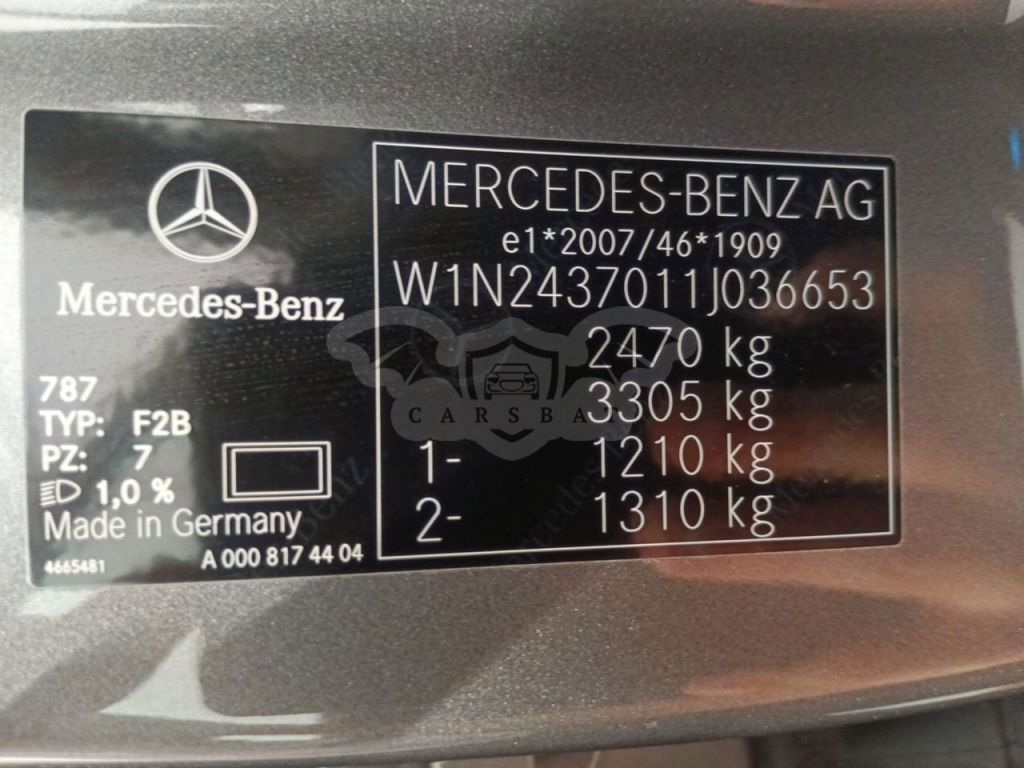 Mercedes-Benz
787
TYP: F2B
PZ: 7
1,0 %
Made in Germany
4665481
A 000 817 44 04
MERCEDES-BENZ AG
e1*2007/46*1909
W1N2437011J036653
2470 kg
3305 kg
1- 1210 kg
2- 1310 kg
CARSBAT